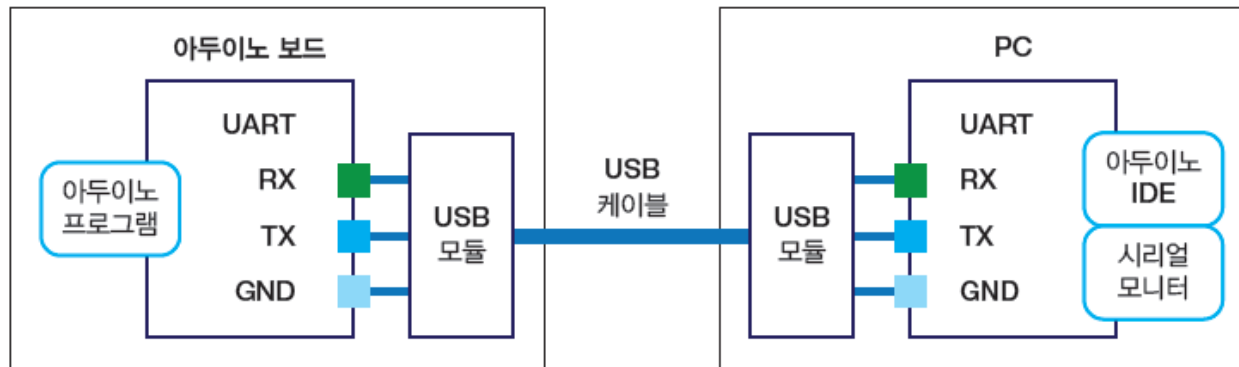 아두이노 보드
UART
RX
TX
GND
아두이노
프로그램
USB
모듈
USB
케이블
PC
USB
모듈
UART
RX
TX
GND
아두이노
IDE
시리얼
모니터